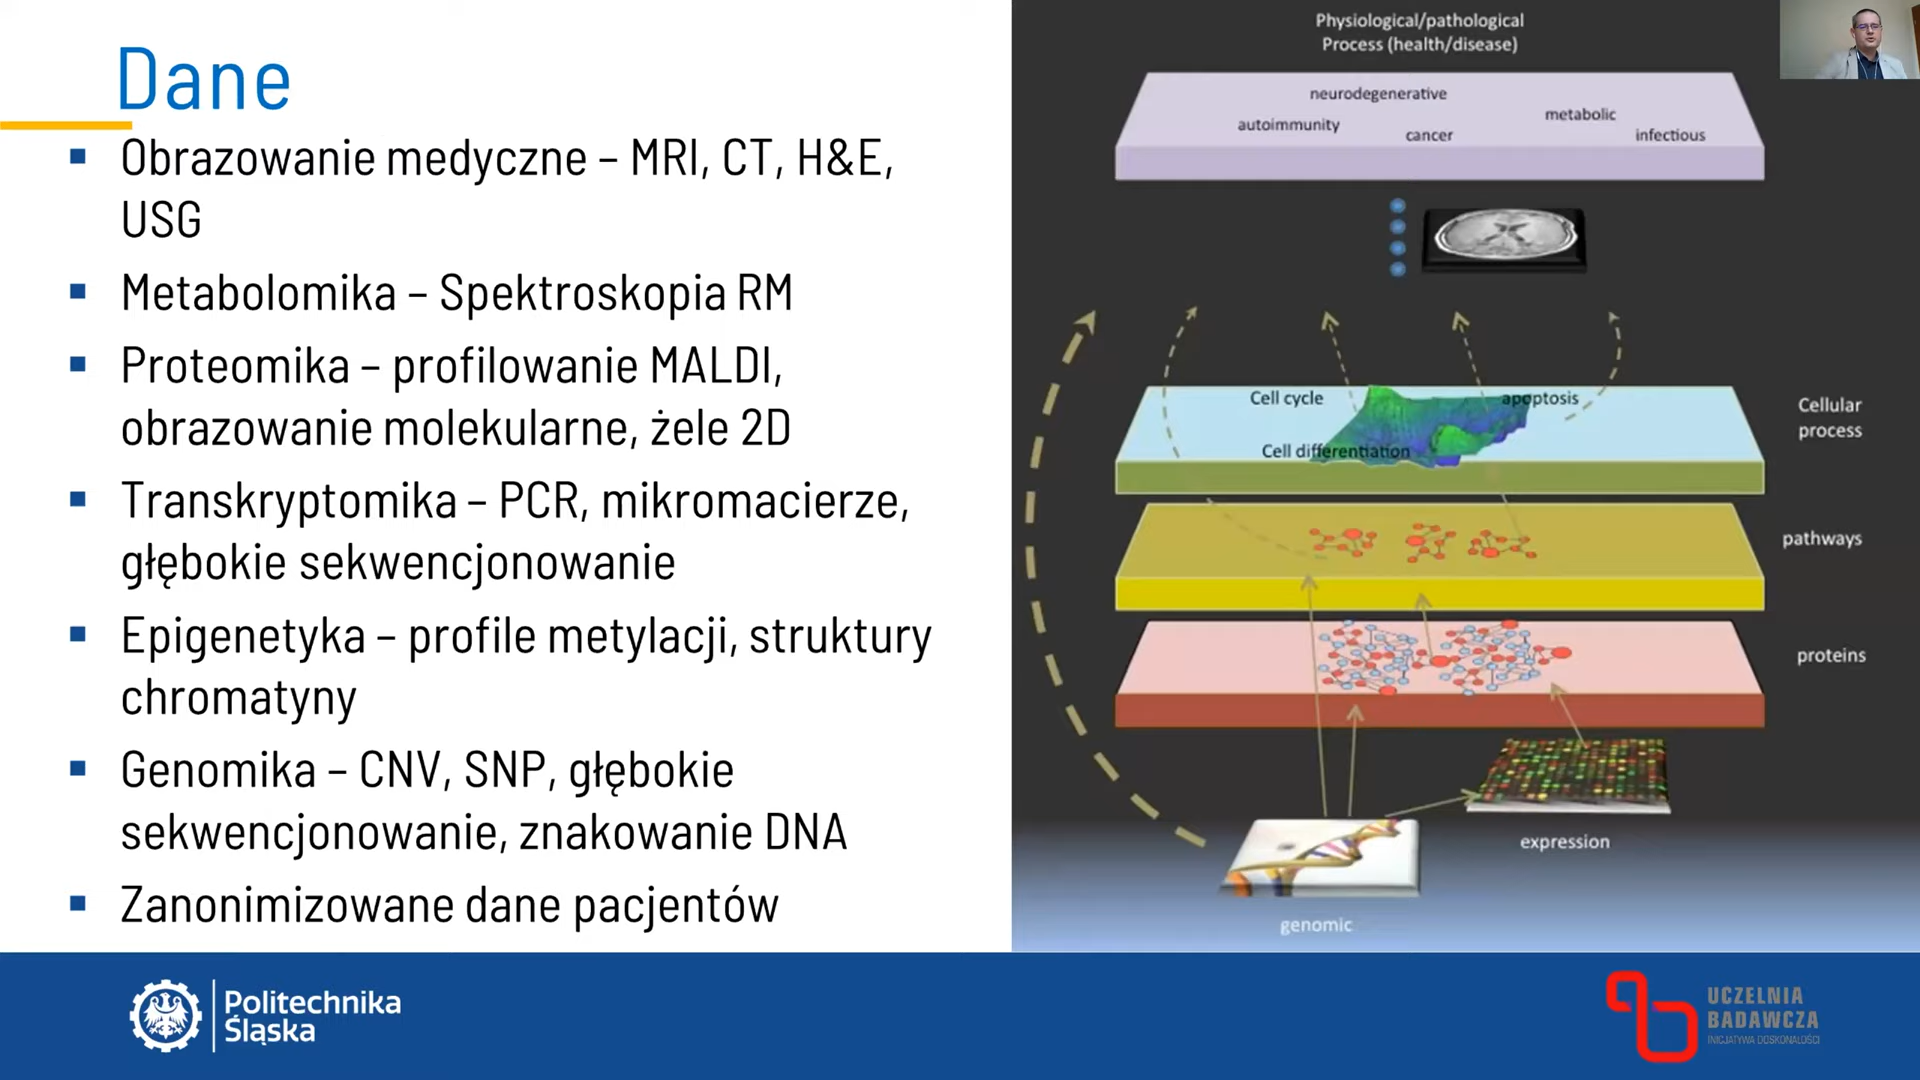 Dane
▪ Obrazowanie medyczne – MRI, CT, H&E,
USG
▪ Metabolomika – Spektroskopia RM
▪ Proteomika – profilowanie MALDI,
obrazowanie molekularne, żele 2D
▪ Transkryptomika – PCR, mikromacierze,
głębokie sekwencjonowanie
▪ Epigenetyka – profile metylacji, struktury
chromatyny
▪ Genomika – CNV, SNP, głębokie
sekwencjonowanie, znakowanie DNA
▪ Zanonimizowane dane pacjentów
Physiological/pathological
Process (health/disease)
neurodegenerative
metabolic
autoimmunity
cancer
infectious
Cell cycle
apoptosis
Cell differentiation
Cellular
process
pathways
proteins
expression
genomic
Politechnika
Śląska
UCZELNIA
BADAWCZA
INICJATYWA DOSKONAŁOŚCI